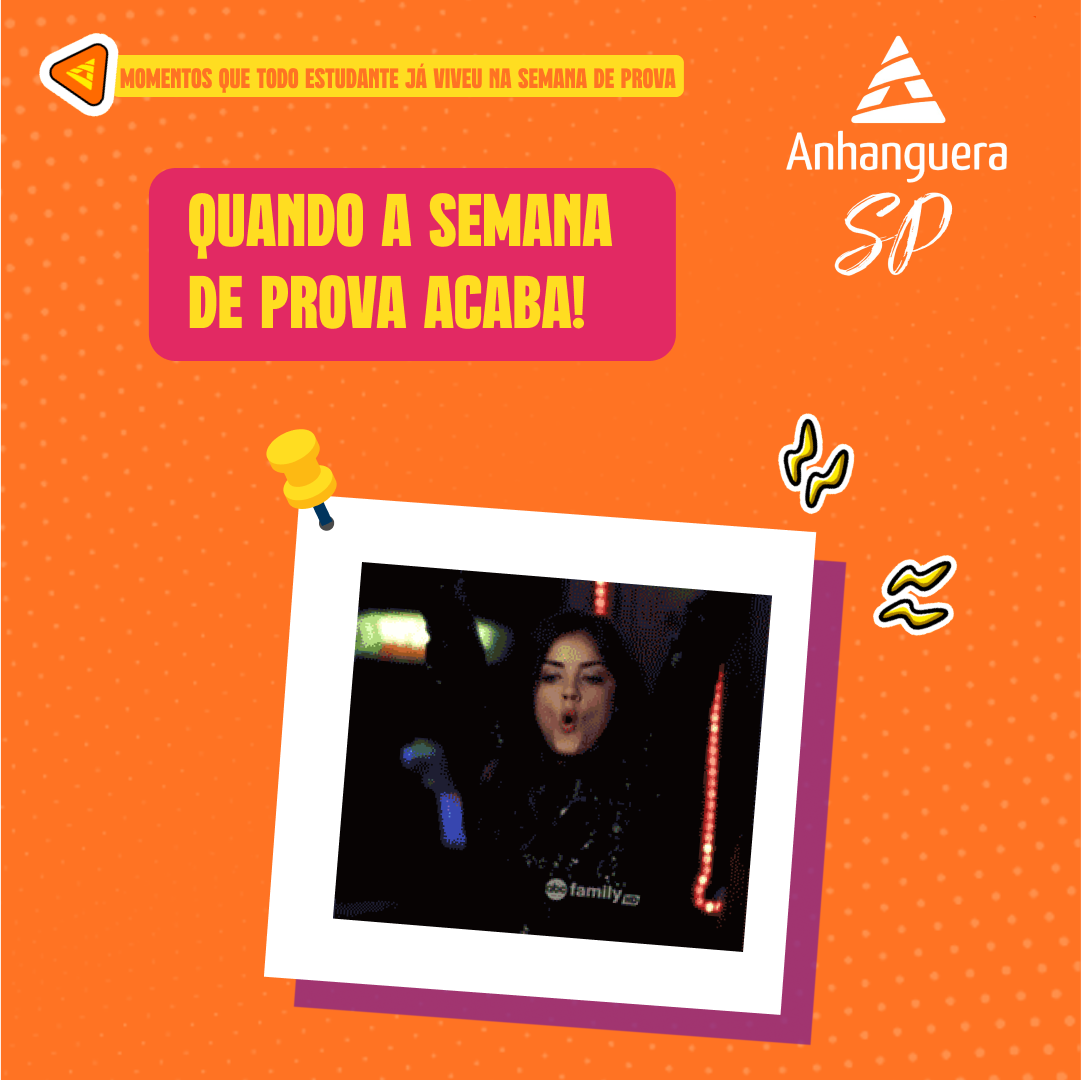 MOMENTOS QUE TODO ESTUDANTE JÁ VIVEU NA SEMANA DE PROVA
Anhanguera
SP
QUANDO A SEMANA
DE PROVA ACABA!
abc family HD